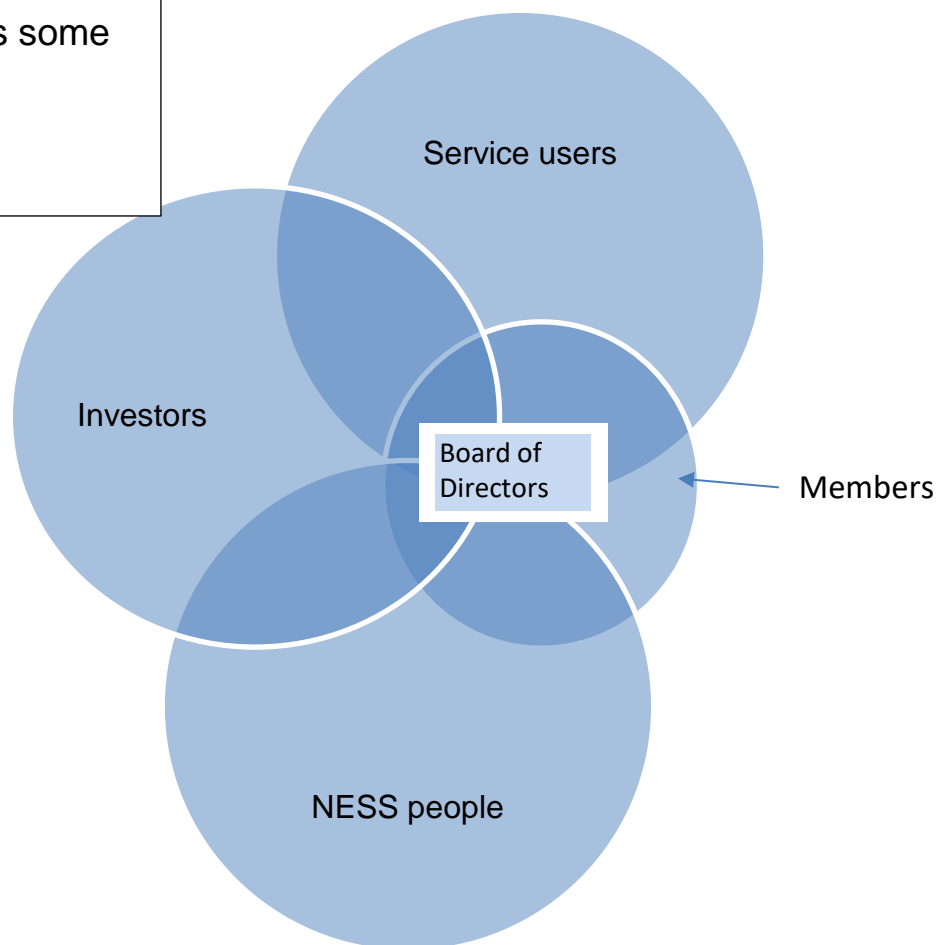 s some
Service users
Investors
Board of
Directors
Members
NESS people